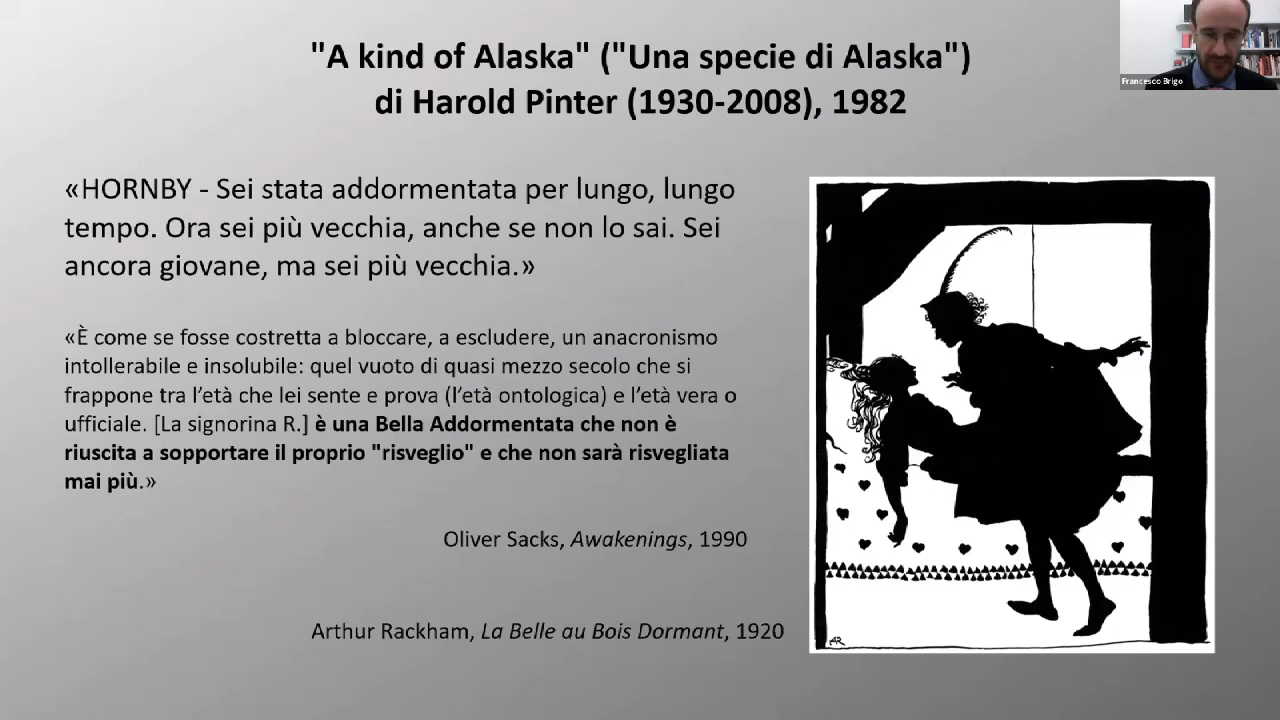 "A kind of Alaska" ("Una specie di Alaska")
di Harold Pinter (1930-2008), 1982
Francesco Brigo
«HORNBY - Sei stata addormentata per lungo, lungo
tempo. Ora sei più vecchia, anche se non lo sai. Sei
ancora giovane, ma sei più vecchia.»
«È come se fosse costretta a bloccare, a escludere, un anacronismo
intollerabile e insolubile: quel vuoto di quasi mezzo secolo che si
frappone tra l'età che lei sente e prova (l'età ontologica) e l'età vera o
ufficiale. [La signorina R.] è una Bella Addormentata che non è
riuscita a sopportare il proprio "risveglio" e che non sarà risvegliata
mai più.»
Oliver Sacks, Awakenings, 1990
Arthur Rackham, La Belle au Bois Dormant, 1920
AR